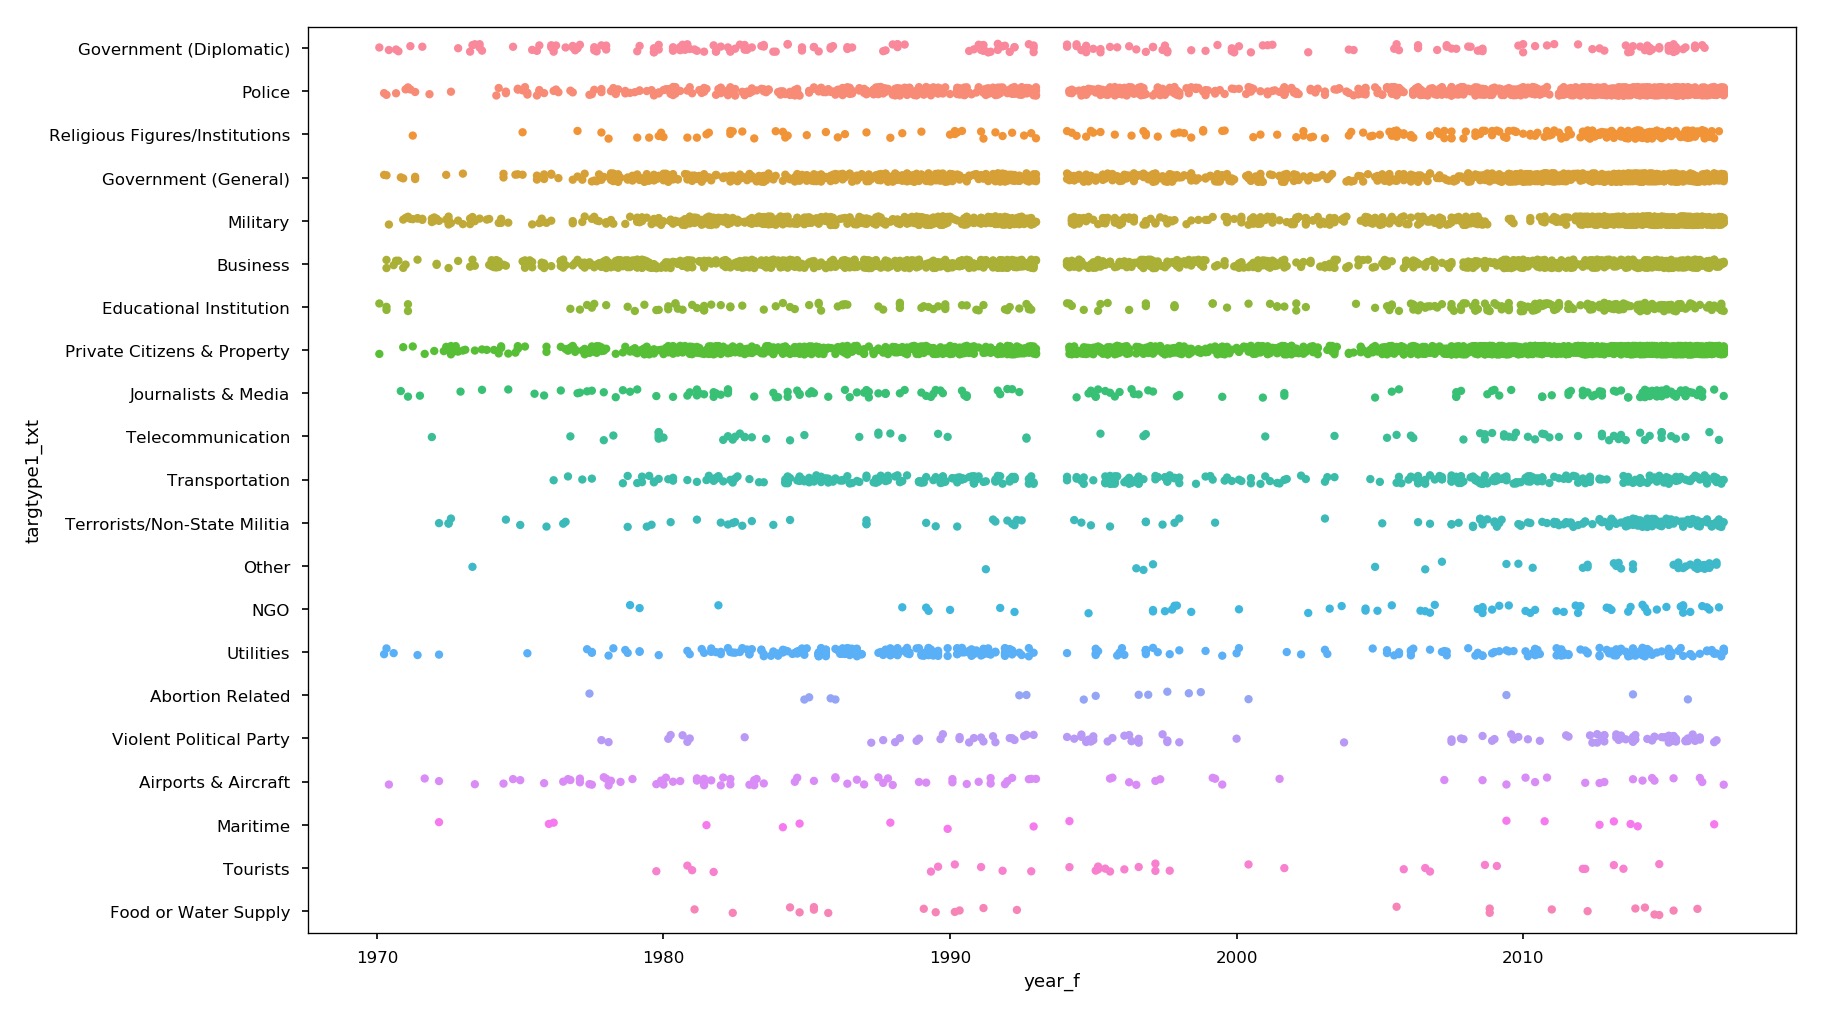 Government (Diplomatic)
Police
Religious Figures/Institutions
Government (General)
Military
Business
Educational Institution
Private Citizens & Property
Journalists & Media
Telecommunication
Transportation
Terrorists/Non-State Militia
Other
NGO
Utilities
Abortion Related
Violent Political Party
Airports & Aircraft
Maritime
Tourists
Food or Water Supply
targtype1_txt
1970
1980
1990
2000
2010
year_f